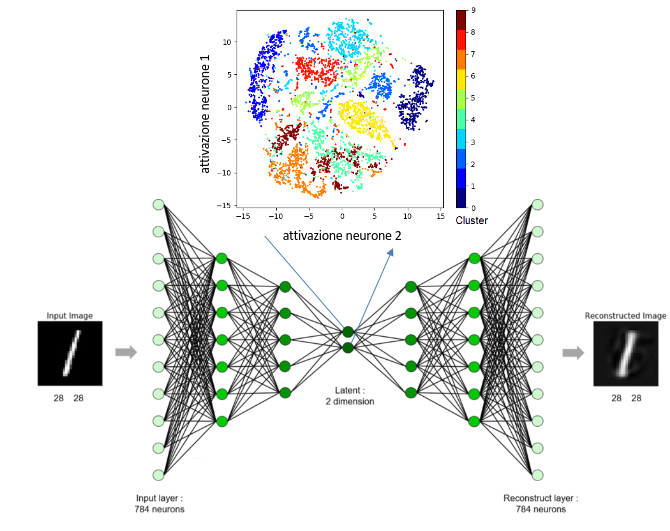 attivazione neurone 1
10
5
0
−5
−10
−15
−15 −10 −5 0 5 10 15
9
8
7
6
5
4
3
2
1
0
Cluster
attivazione neurone 2
Input Image
28 28
Latent :
2 dimension
Reconstructed Image
28 28
Input layer :
784 neurons
Reconstruct layer :
784 neurons